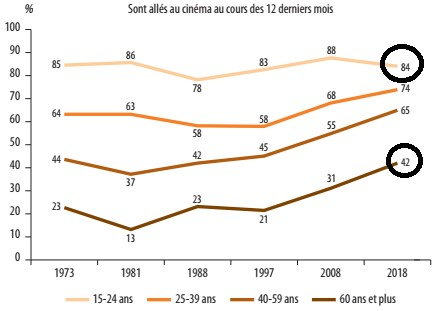 % Sont allés au cinéma au cours des 12 derniers mois
100
90
80
70
60
50
40
30
20
10
0
85 86 78 83 88 84
64 63 58 58 68 74
44 37 42 45 55 65
23 13 23 21 31 42
1973 1981 1988 1997 2008 2018
15-24 ans 25-39 ans 40-59 ans 60 ans et plus